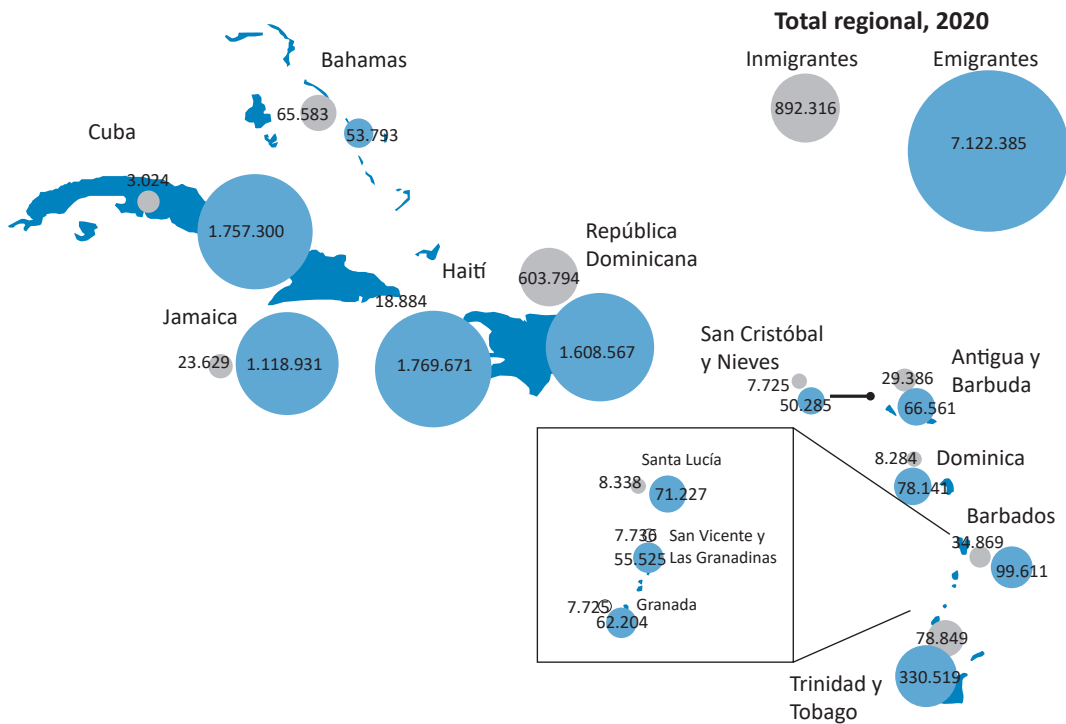 Total regional, 2020
Inmigrantes
Emigrantes
892.316
7.122.385
Bahamas
65.583
53.793
Cuba
3.024
1.757.300
República
Dominicana
603.794
1.608.567
Haití
18.884
1.769.671
Jamaica
23.629
1.118.931
San Cristóbal
y Nieves
7.725
50.285
Antigua y
Barbuda
29.386
66.561
Dominica
8.284
78.141
Barbados
34.869
99.611
Santa Lucía
8.338
71.227
San Vicente y
Las Granadinas
7.736
55.525
Granada
7.725
62.204
78.849
330.519
Trinidad y
Tobago